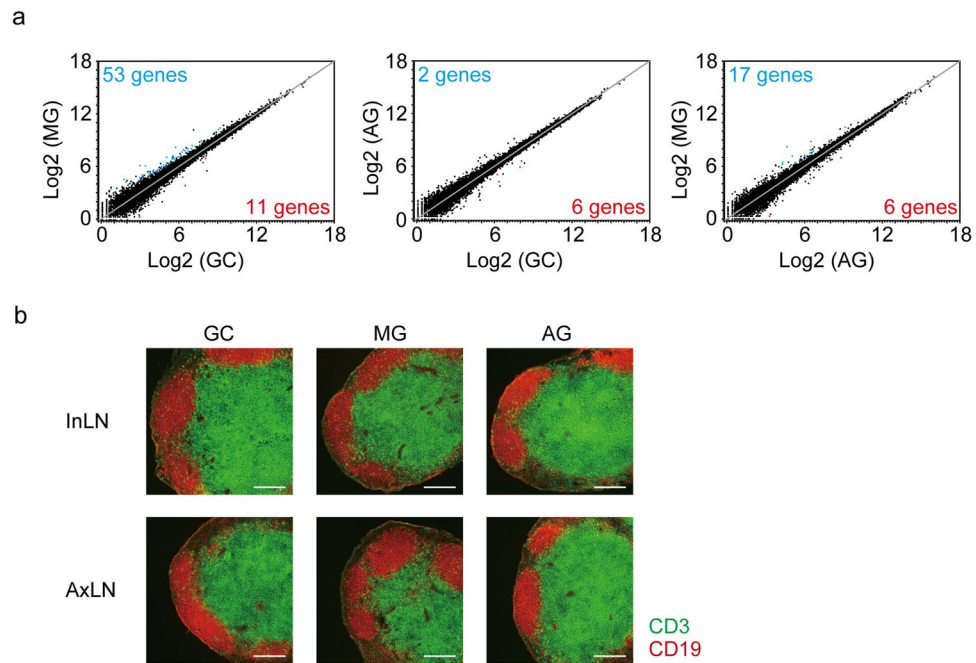 a
18
12
6
0
Log2 (MG)
53 genes
11 genes
0 6 12 18
Log2 (GC)
18
12
6
0
Log2 (AG)
2 genes
6 genes
0 6 12 18
Log2 (GC)
18
12
6
0
Log2 (MG)
17 genes
6 genes
0 6 12 18
Log2 (AG)
b
GC MG AG
InLN
AxLN
CD3
CD19